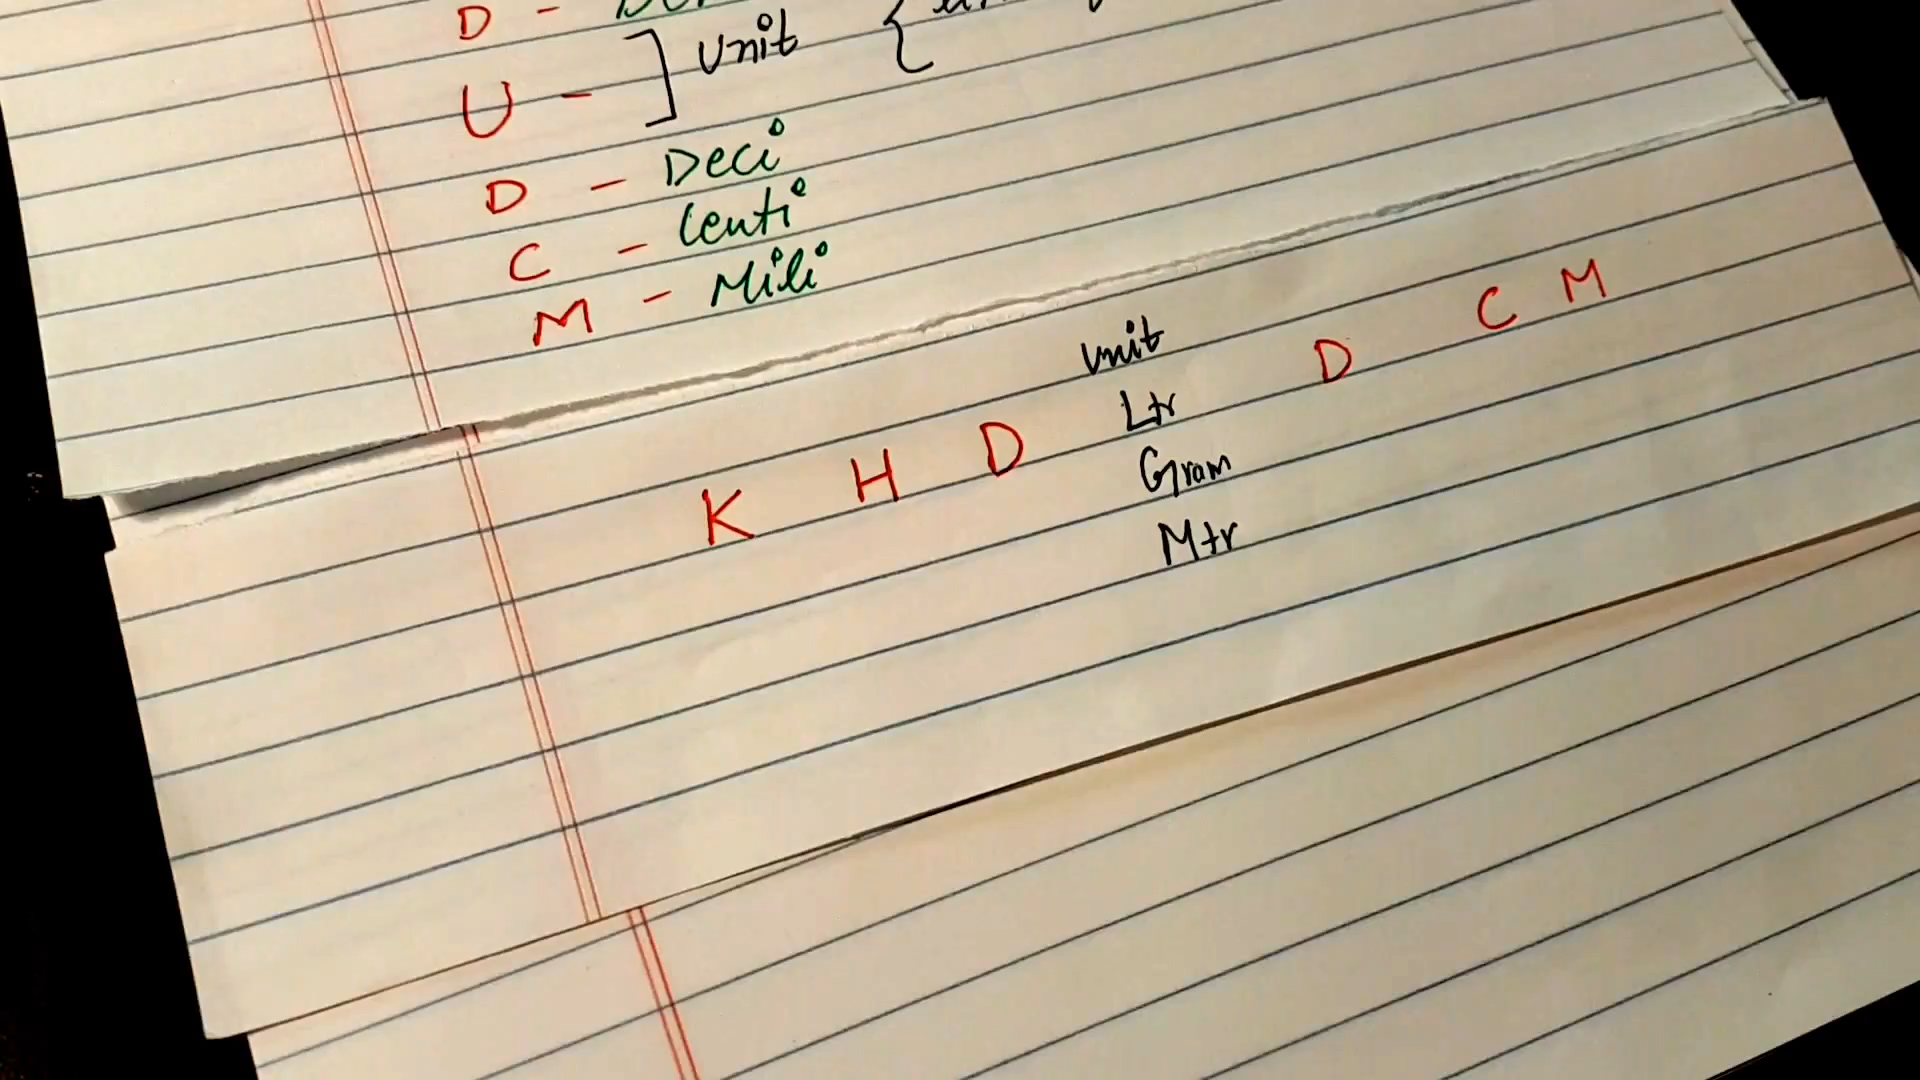 D -
U - ] unit {
D - Deci
C - Centi
M - Mili
K H D unit D C M
Ltr
Gram
Mtr